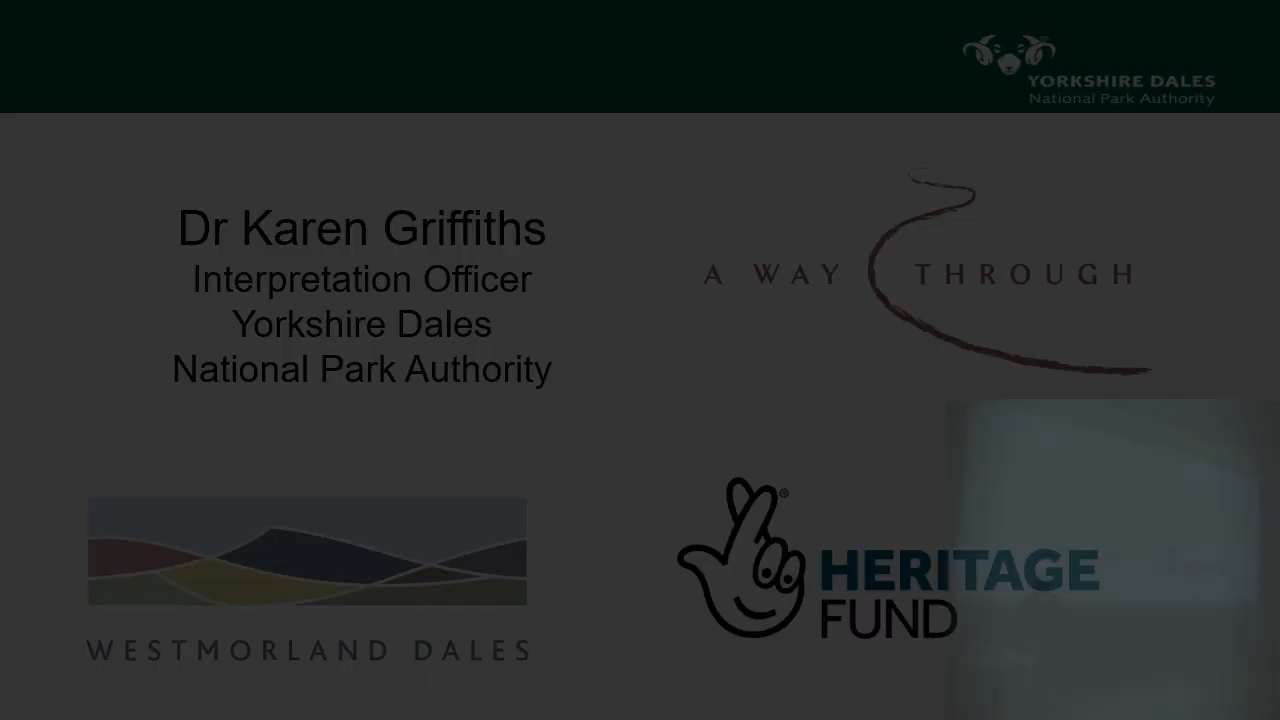 YORKSHIRE DALES
National Park Authority
Dr Karen Griffiths
Interpretation Officer
Yorkshire Dales
National Park Authority
A WAY THROUGH
WESTMORLAND DALES
®
HERITAGE
FUND